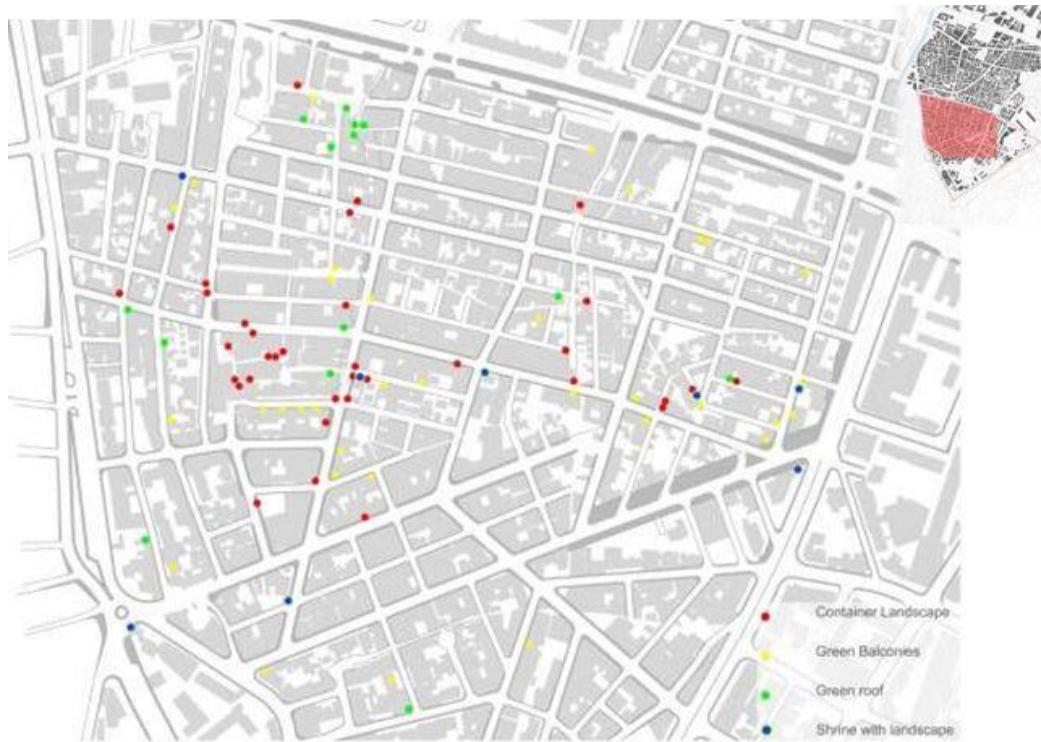 Container Landscape
Green Balconies
Green roof
Shrine with landscape